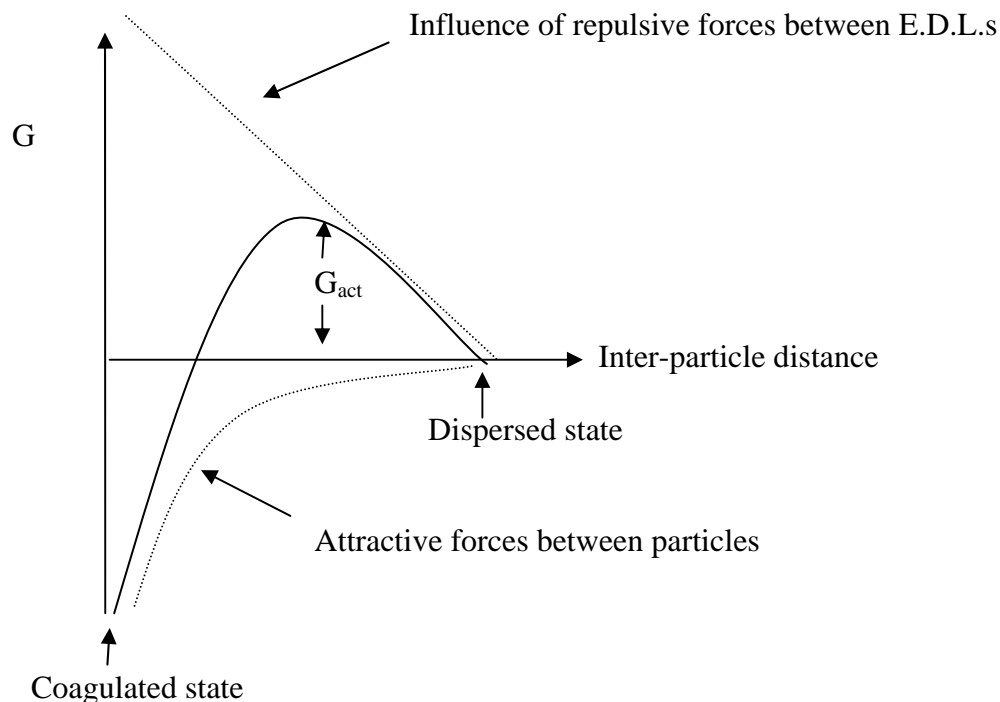 Influence of repulsive forces between E.D.L.s
G
G_act
Inter-particle distance
Dispersed state
Attractive forces between particles
Coagulated state